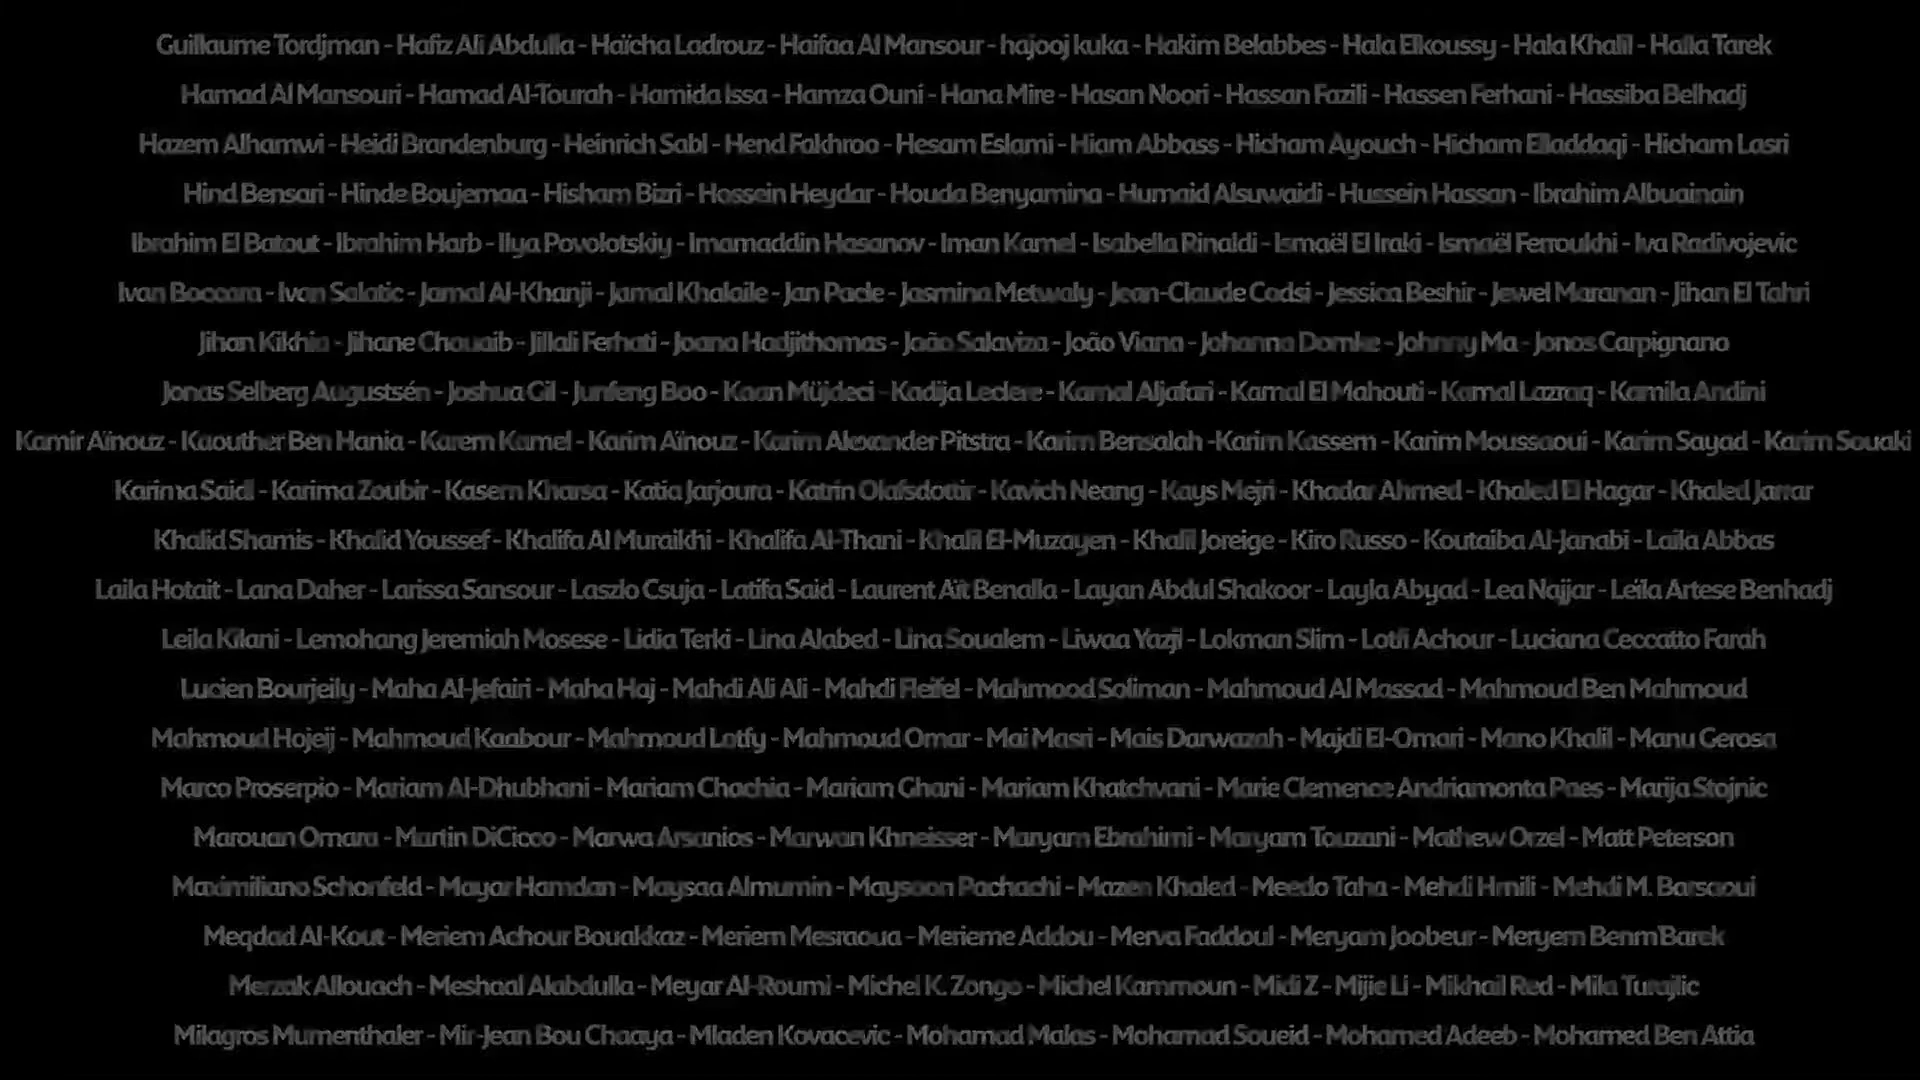 Guillaume Tordjman - Hafiz Ali Abdulla - Haïcha Ladrouz - Haifaa Al Mansour - hajooj kuka - Hakim Belabbes - Hala Elkoussy - Hala Khalil - Halla Tarek
Hamad Al Mansouri - Hamad Al-Tourah - Hamida Issa - Hamza Ouni - Hana Mire - Hasan Noori - Hassan Fazili - Hassen Ferhani - Hassiba Belhadj
Hazem Alhamwi - Heidi Brandenburg - Heinrich Sabl - Hend Fakhroo - Hesam Eslami - Hiam Abbass - Hicham Ayouch - Hicham Elladdaqi - Hicham Lasri
Hind Bensari - Hinde Boujemaa - Hisham Bizri - Hossein Heydar - Houda Benyamina - Humaid Alsuwaidi - Hussein Hassan - Ibrahim Albuainain
Ibrahim El Batout - Ibrahim Harb - Ilya Povolotskiy - Imamaddin Hasanov - Iman Kamel - Isabella Rinaldi - Ismaël El Iraki - Ismaël Ferroukhi - Iva Radivojevic
Ivan Boccara - Ivan Salatic - Jamal Al-Khanji - Jamal Khalaile - Jan Pacle - Jasmina Metwaly - Jean-Claude Codsi - Jessica Beshir - Jewel Maranan - Jihan El Tahri
Jihan Kikhia - Jihane Chouaib - Jillali Ferhati - Joana Hadjithomas - João Salaviza - João Viana - Johanna Domke - Johnny Ma - Jonas Carpignano
Jonas Selberg Augustsén - Joshua Gil - Junfeng Boo - Kaan Müjdeci - Kadija Leclere - Kamal Aljafari - Kamal El Mahouti - Kamal Lazraq - Kamila Andini
Kamir Aïnouz - Kaouther Ben Hania - Karem Kamel - Karim Aïnouz - Karim Alexander Pitstra - Karim Bensalah -Karim Kassem - Karim Moussaoui - Karim Sayad - Karim Souaki
Karima Saidi - Karima Zoubir - Kasem Kharsa - Katia Jarjoura - Katrin Olafsdottir - Kavich Neang - Kays Mejri - Khadar Ahmed - Khaled El Hagar - Khaled Jarrar
Khalid Shamis - Khalid Youssef - Khalifa Al Muraikhi - Khalifa Al-Thani - Khalil El-Muzayen - Khalil Joreige - Kiro Russo - Koutaiba Al-Janabi - Laila Abbas
Laila Hotait - Lana Daher - Larissa Sansour - Laszlo Csuja - Latifa Said - Laurent Aït Benalla - Layan Abdul Shakoor - Layla Abyad - Lea Najjar - Leïla Artese Benhadj
Leila Kilani - Lemohang Jeremiah Mosese - Lidia Terki - Lina Alabed - Lina Soualem - Liwaa Yazji - Lokman Slim - Lotfi Achour - Luciana Ceccatto Farah
Lucien Bourjeily - Maha Al-Jefairi - Maha Haj - Mahdi Ali Ali - Mahdi Fleifel - Mahmood Soliman - Mahmoud Al Massad - Mahmoud Ben Mahmoud
Mahmoud Hojeij - Mahmoud Kaabour - Mahmoud Lotfy - Mahmoud Omar - Mai Masri - Mais Darwazah - Majdi El-Omari - Mano Khalil - Manu Gerosa
Marco Proserpio - Mariam Al-Dhubhani - Mariam Chachia - Mariam Ghani - Mariam Khatchvani - Marie Clemence Andriamonta Paes - Marija Stojnic
Marouan Omara - Martin DiCicco - Marwa Arsanios - Marwan Khneisser - Maryam Ebrahimi - Maryam Touzani - Mathew Orzel - Matt Peterson
Maximiliano Schonfeld - Mayar Hamdan - Maysaa Almumin - Maysoon Pachachi - Mazen Khaled - Meedo Taha - Mehdi Hmili - Mehdi M. Barsaoui
Meqdad Al-Kout - Meriem Achour Bouakkaz - Meriem Mesraoua - Merieme Addou - Merva Faddoul - Meryam Joobeur - Meryem Benm'Barek
Merzak Allouach - Meshaal Alabdulla - Meyar Al-Roumi - Michel K. Zongo - Michel Kammoun - Midi Z - Mijie Li - Mikhail Red - Mila Turajlic
Milagros Mumenthaler - Mir-Jean Bou Chaaya - Mladen Kovacevic - Mohamad Malas - Mohamad Soueid - Mohamed Adeeb - Mohamed Ben Attia